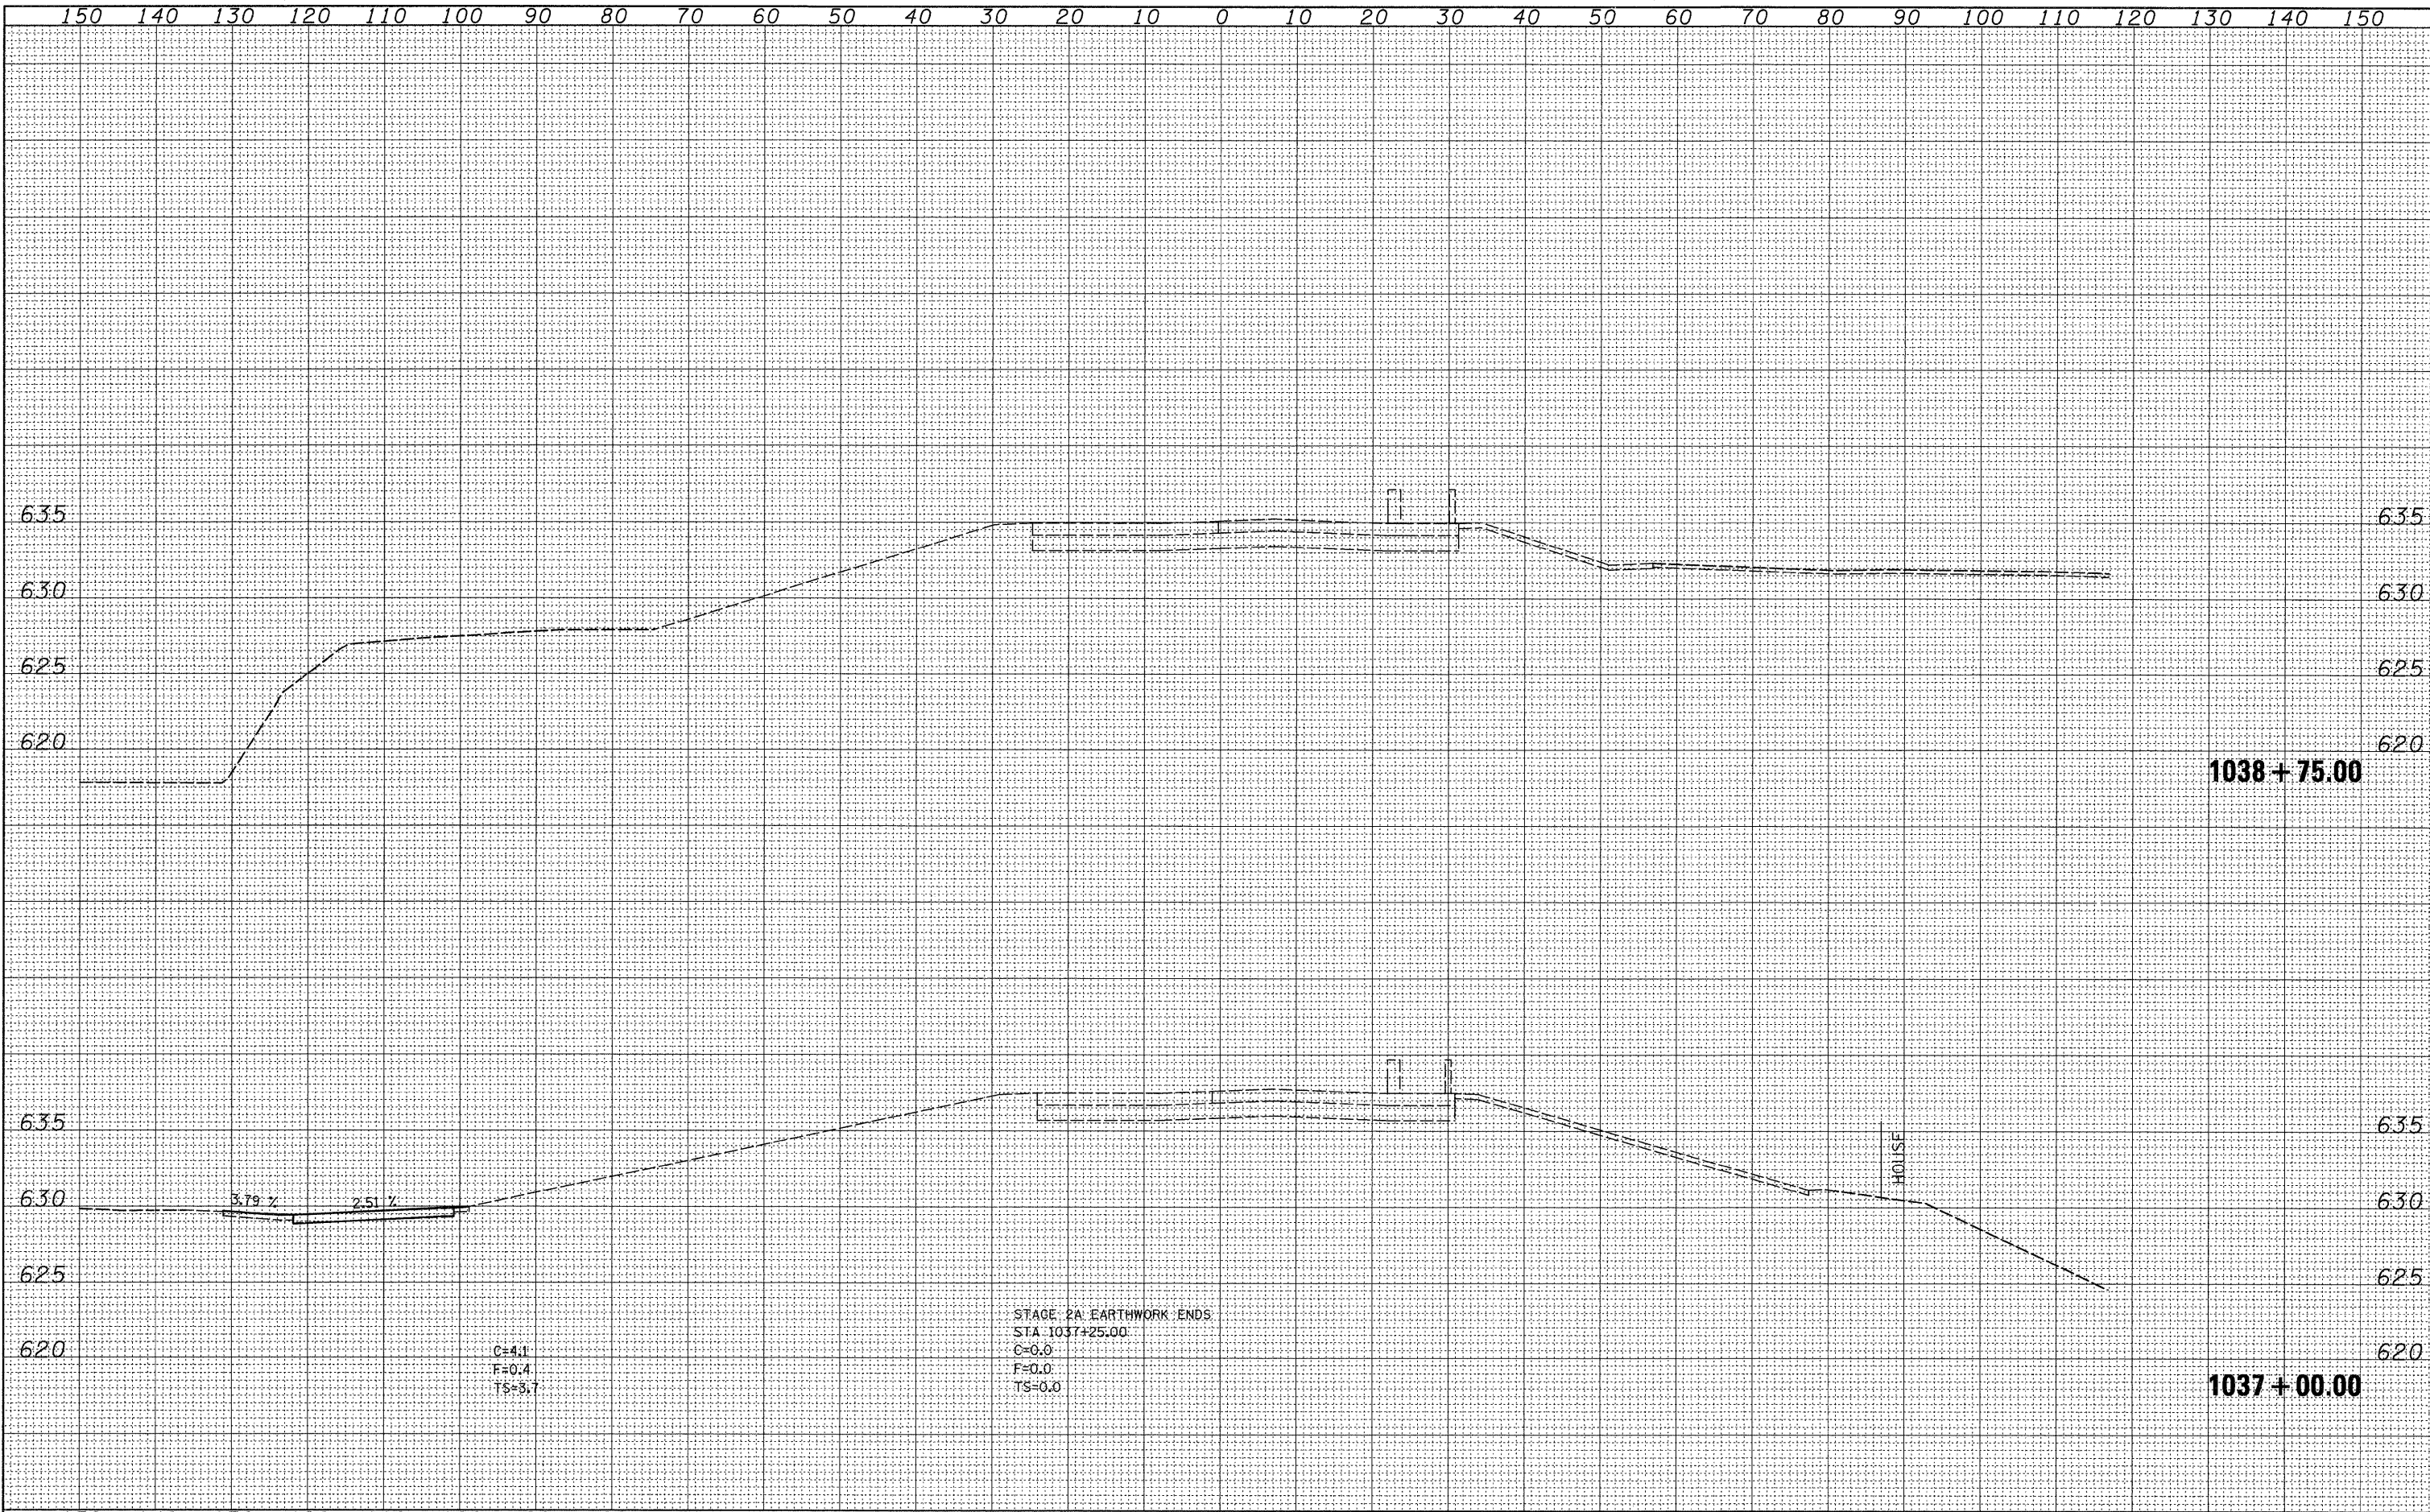 150 140 130 120 110 100 90 80 70 60 50 40 30 20 10 0 10 20 30 40 50 60 70 80 90 100 110 120 130 140 150
635 635
630 630
625 625
620 620
1038 + 75.00
635 635
HOUSE
630 3.79 % 2.51 % 630
625 625
STAGE 2A EARTHWORK ENDS
STA 1037+25.00
620 620
C=4.1 C=0.0
F=0.4 F=0.0
TS=3.7 TS=0.0
1037 + 00.00